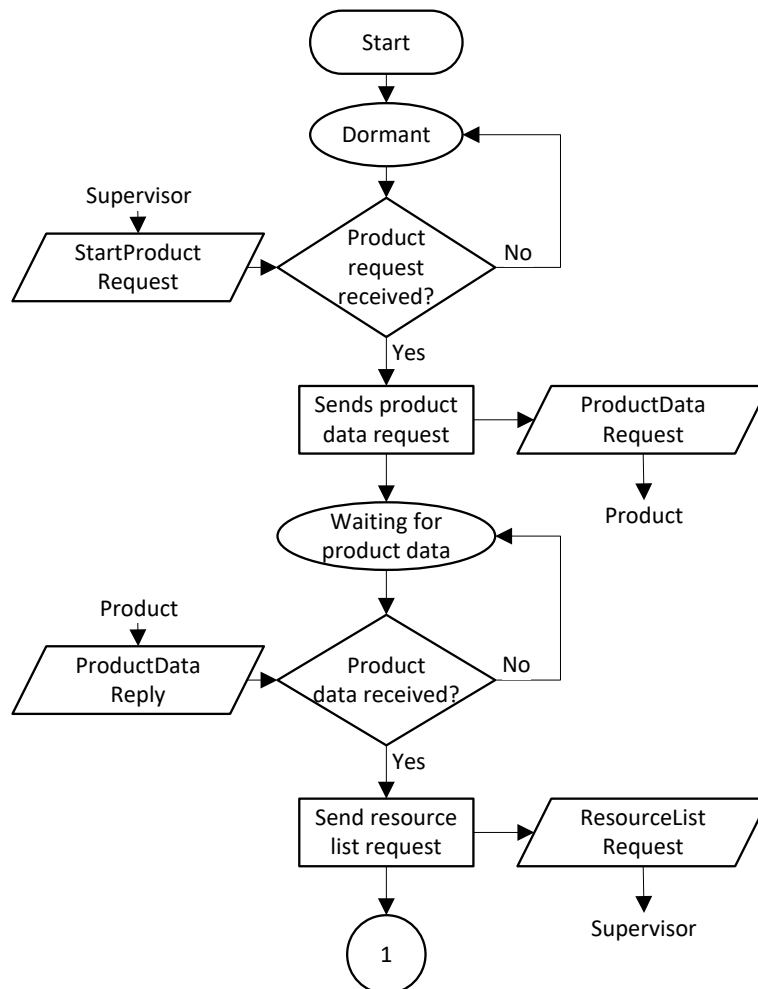 Start
Dormant
Supervisor
StartProduct
Request
Product
request
received?
No
Yes
Sends product
data request
ProductData
Request
Product
Waiting for
product data
Product
ProductData
Reply
Product
data received?
No
Yes
Send resource
list request
ResourceList
Request
Supervisor
1